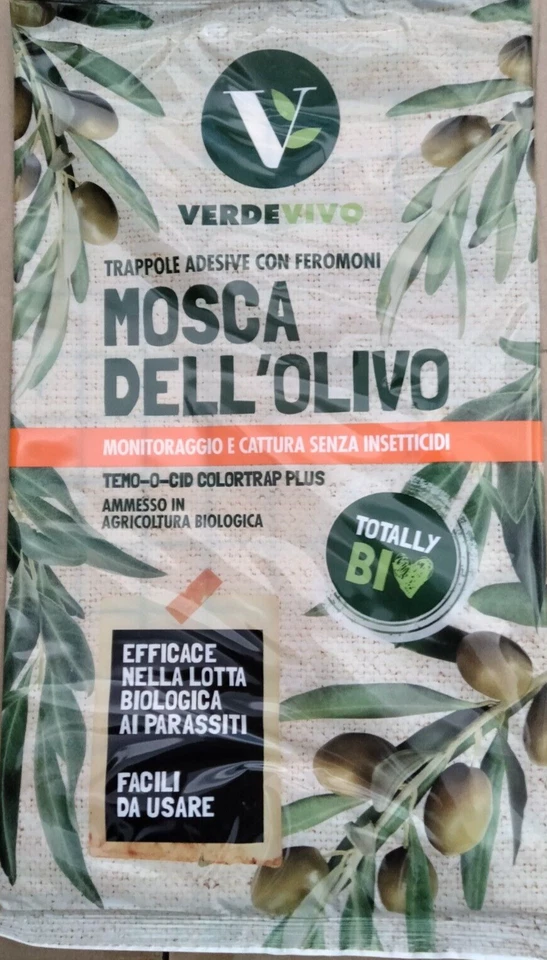 V
VERDEVIVO
TRAPPOLE ADESIVE CON FEROMONI
MOSCA
DELL'OLIVO
MONITORAGGIO E CATTURA SENZA INSETTICIDI
TEMO-O-CID COLORTRAP PLUS
AMMESSO IN
AGRICOLTURA BIOLOGICA
TOTALLY
BIO
EFFICACE
NELLA LOTTA
BIOLOGICA
AI PARASSITI
FACILI
DA USARE